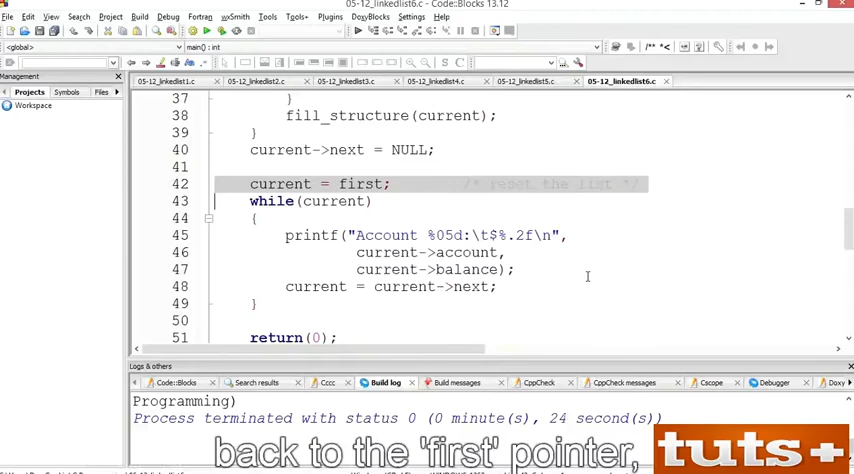 05-12_linkedlist6.c - Code::Blocks 13.12
File Edit View Search Project Build Debug Fortran wxSmith Tools Tools+ Plugins DoxyBlocks Settings Help
<global> main() : int
Management
Projects Symbols Files
Workspace
05-12_linkedlist1.c 05-12_linkedlist2.c 05-12_linkedlist3.c 05-12_linkedlist4.c 05-12_linkedlist5.c 05-12_linkedlist6.c
37 }
38 fill_structure(current);
39 }
40 current->next = NULL;
41
42 current = first; /* reset the list */
43 while(current)
44 {
45 printf("Account %05d:\t$%.2f\n",
46 current->account,
47 current->balance);
48 current = current->next;
49 }
50
51 return(0);
Logs & others
Code::Blocks Search results Cccc Build log Build messages CppCheck CppCheck messages Cscope Debugger Doxy
Programming)
Process terminated with status 0 (0 minute(s), 24 second(s))
back to the 'first' pointer,
tuts+